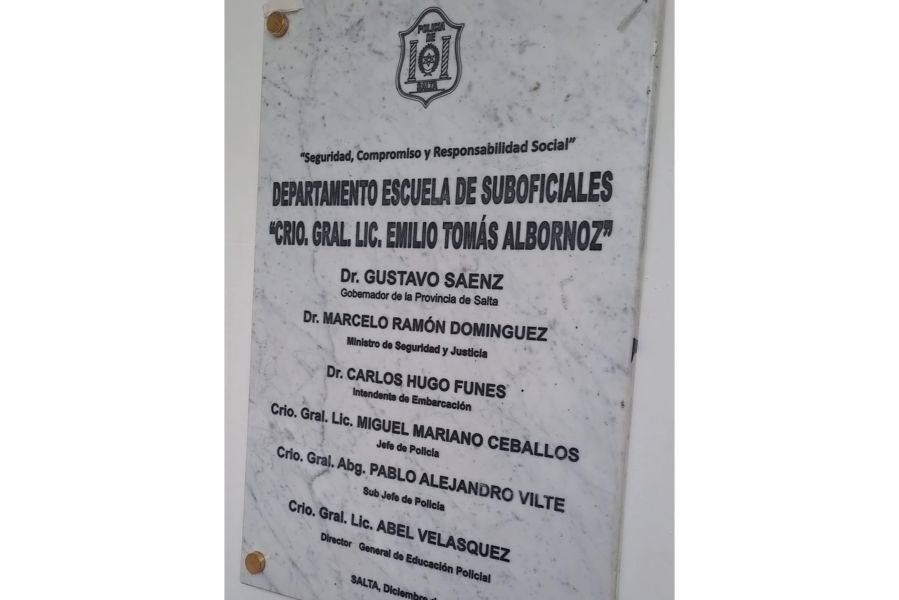 POLICIA
DE
SALTA
"Seguridad, Compromiso y Responsabilidad Social"
DEPARTAMENTO ESCUELA DE SUBOFICIALES
"CRIO. GRAL. LIC. EMILIO TOMÁS ALBORNOZ"
Dr. GUSTAVO SAENZ
Gobernador de la Provincia de Salta
Dr. MARCELO RAMÓN DOMINGUEZ
Ministro de Seguridad y Justicia
Dr. CARLOS HUGO FUNES
Intendente de Embarcación
Crio. Gral. Lic. MIGUEL MARIANO CEBALLOS
Jefe de Policia
Crio. Gral. Abg. PABLO ALEJANDRO VILTE
Sub Jefe de Policia
Crio. Gral. Lic. ABEL VELASQUEZ
Director General de Educación Policial
SALTA, Diciembre